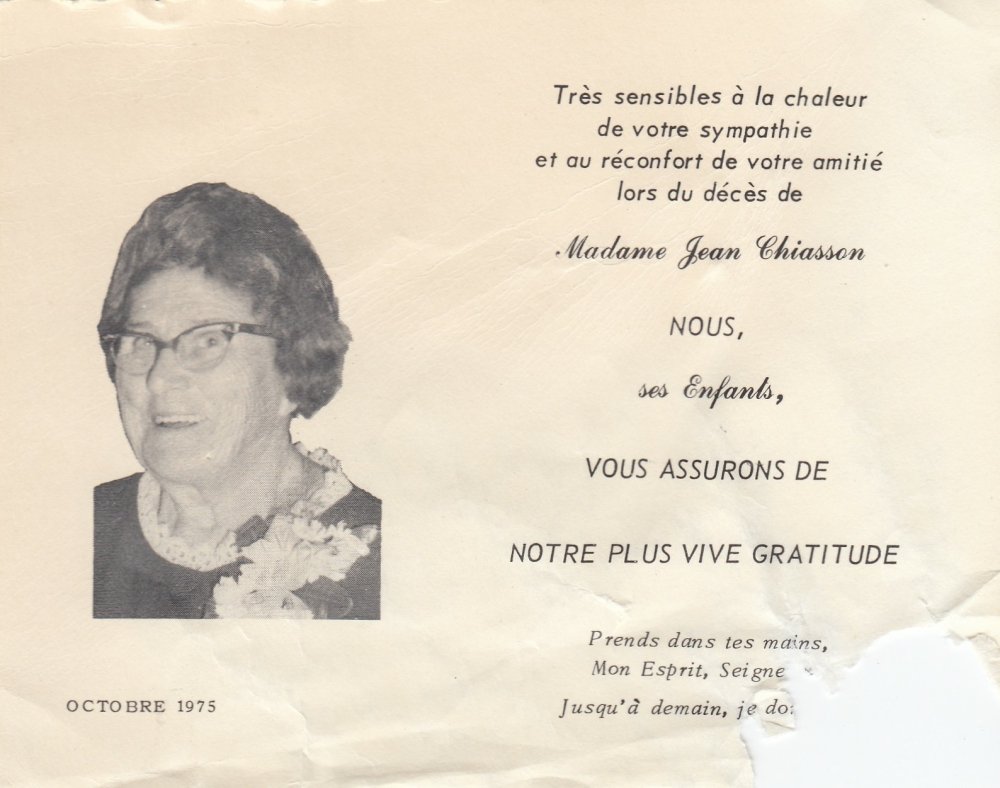 Très sensibles à la chaleur
de votre sympathie
et au réconfort de votre amitié
lors du décès de
Madame Jean Chiasson
NOUS,
ses Enfants,
VOUS ASSURONS DE
NOTRE PLUS VIVE GRATITUDE
Prends dans tes mains,
Mon Esprit,
Jusqu'à demain, je
OCTOBRE 1975